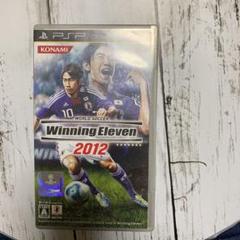 PSP
KONAMI
10
WORLD SOCCER
Winning Eleven
2012
A